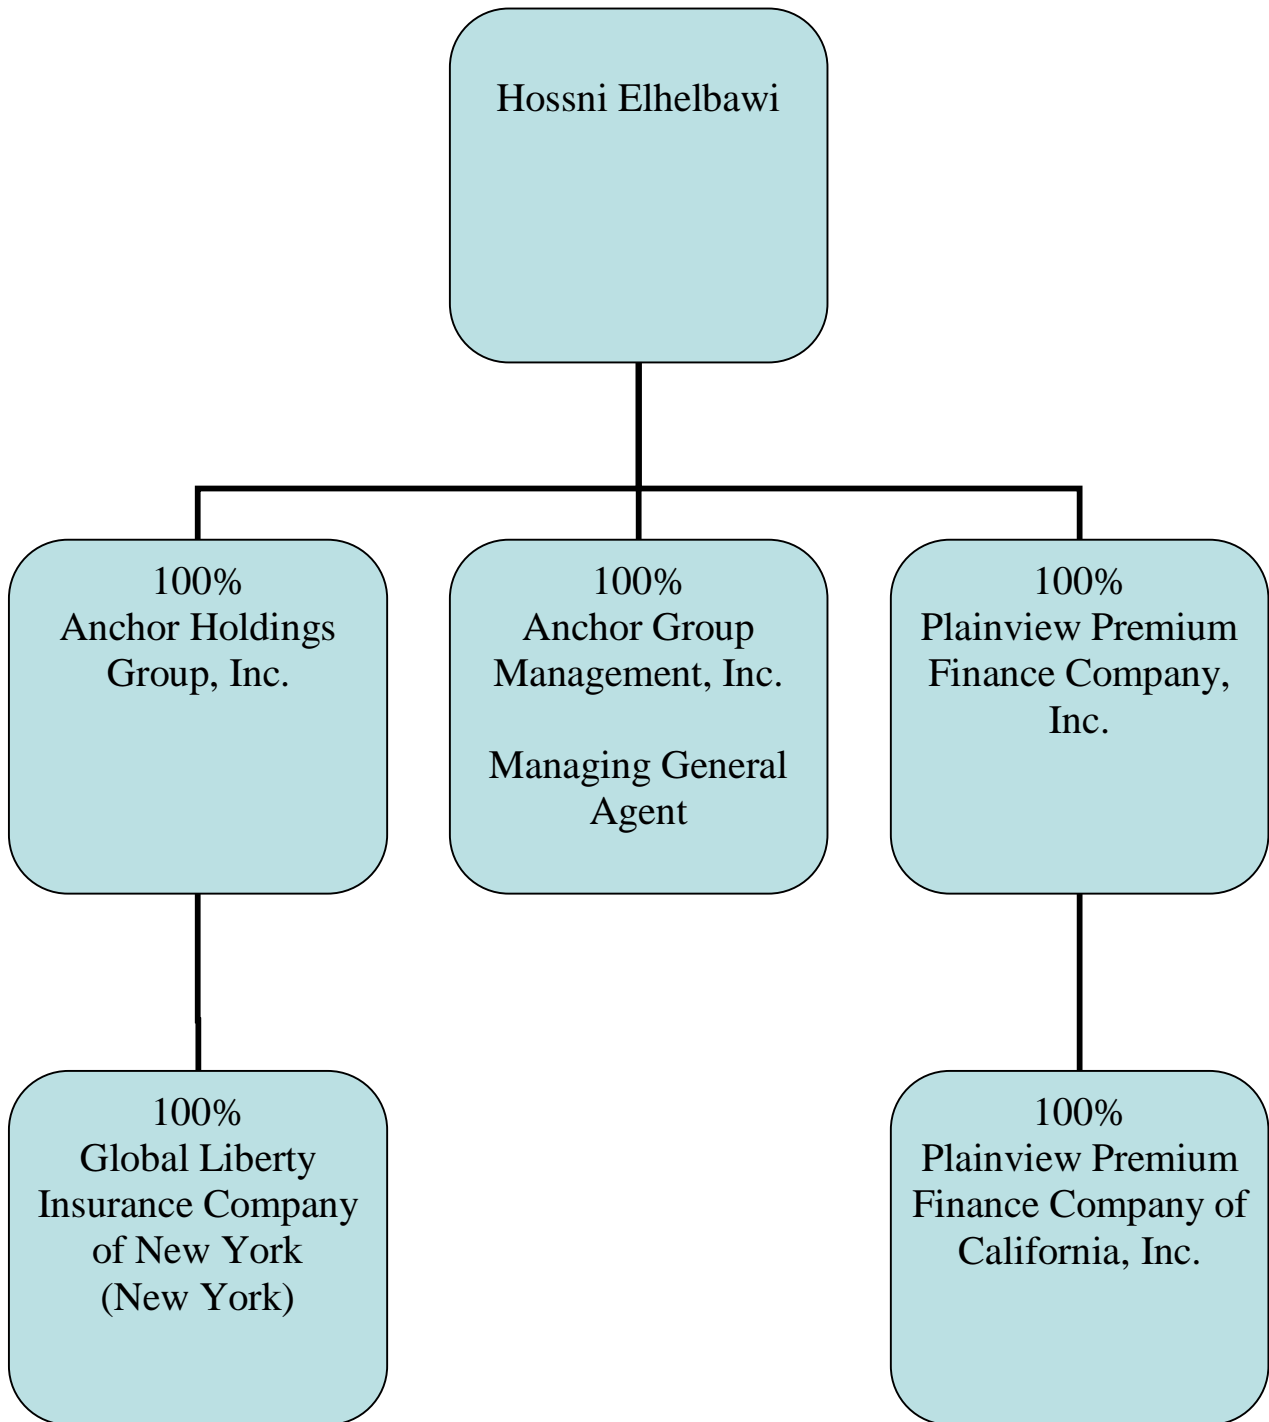 Hossni Elhelbawi
100%
Anchor Holdings
Group, Inc.
100%
Anchor Group
Management, Inc.
Managing General
Agent
100%
Plainview Premium
Finance Company,
Inc.
100%
Global Liberty
Insurance Company
of New York
(New York)
100%
Plainview Premium
Finance Company of
California, Inc.